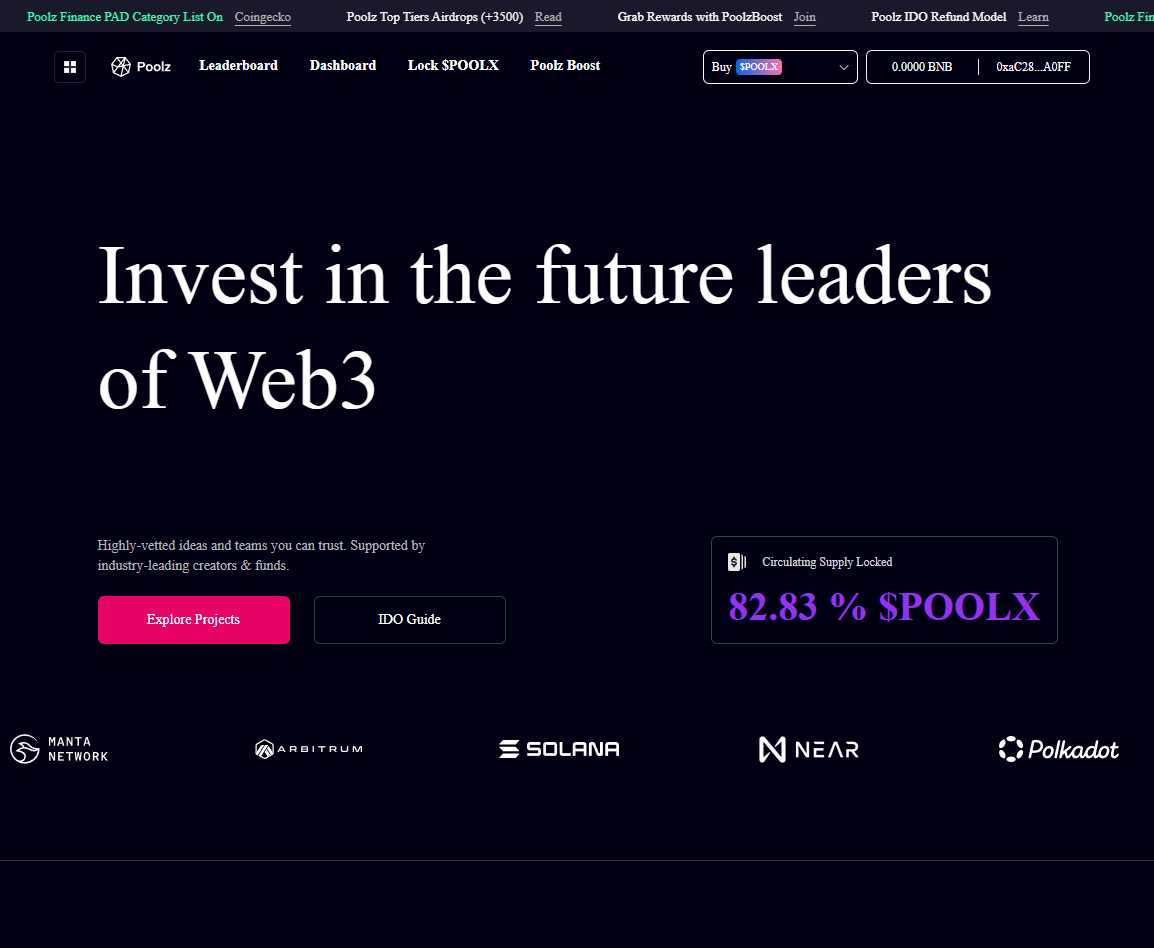 Poolz Finance PAD Category List On Coingecko Poolz Top Tiers Airdrops (+3500) Read Grab Rewards with PoolzBoost Join Poolz IDO Refund Model Learn Poolz Fin
Poolz Leaderboard Dashboard Lock $POOLX Poolz Boost Buy $POOLX 0.0000 BNB 0xaC28...A0FF
Invest in the future leaders
of Web3
Highly-vetted ideas and teams you can trust. Supported by
industry-leading creators & funds.
Explore Projects IDO Guide
Circulating Supply Locked
82.83 % $POOLX
MANTA
NETWORK
ARBITRUM
SOLANA
NEAR
Polkadot